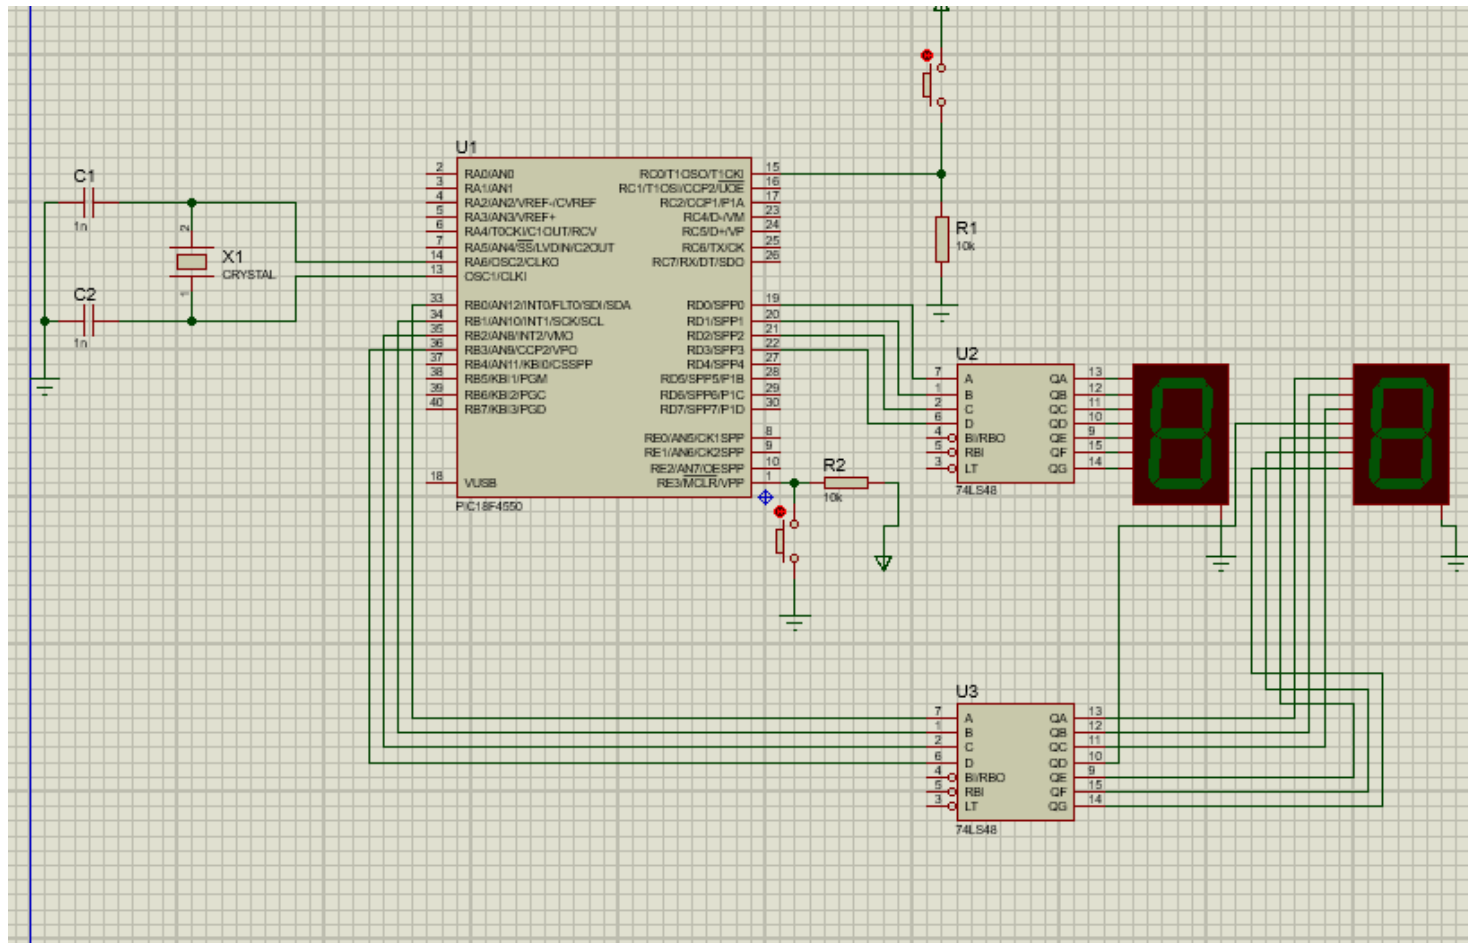 U1
2 RA0/AN0
3 RA1/AN1
4 RA2/AN2/VREF-/CVREF
5 RA3/AN3/VREF+
6 RA4/T0CKI/C1OUT/RCV
7 RA5/AN4/SS/LVDIN/C2OUT
14 RA6/OSC2/CLKO
13 OSC1/CLKI
33 RB0/AN12/INT0/FLT0/SDI/SDA
34 RB1/AN10/INT1/SCK/SCL
35 RB2/AN8/INT2/VMO
36 RB3/AN9/CCP2/VPO
37 RB4/AN11/KBI0/CSSPP
38 RB5/KBI1/PGM
39 RB6/KBI2/PGC
40 RB7/KBI3/PGD
18 VUSB
RC0/T1OSO/T1CKI 15
RC1/T1OSI/CCP2/UOE 16
RC2/CCP1/P1A 17
RC4/D-/VM 23
RC5/D+/VP 24
RC6/TX/CK 25
RC7/RX/DT/SDO 26
RD0/SPP0 19
RD1/SPP1 20
RD2/SPP2 21
RD3/SPP3 22
RD4/SPP4 27
RD5/SPP5/P1B 28
RD6/SPP6/P1C 29
RD7/SPP7/P1D 30
RE0/AN5/CK1SPP 8
RE1/AN6/CK2SPP 9
RE2/AN7/OESPP 10
RE3/MCLR/VPP 1
PIC18F4550
C1
1n
2
X1
CRYSTAL
1
C2
1n
R1
10k
R2
10k
U2
7 A QA 13
1 B QB 12
2 C QC 11
6 D QD 10
4 BI/RBO QE 9
5 RBI QF 15
3 LT QG 14
74LS48
U3
7 A QA 13
1 B QB 12
2 C QC 11
6 D QD 10
4 BI/RBO QE 9
5 RBI QF 15
3 LT QG 14
74LS48